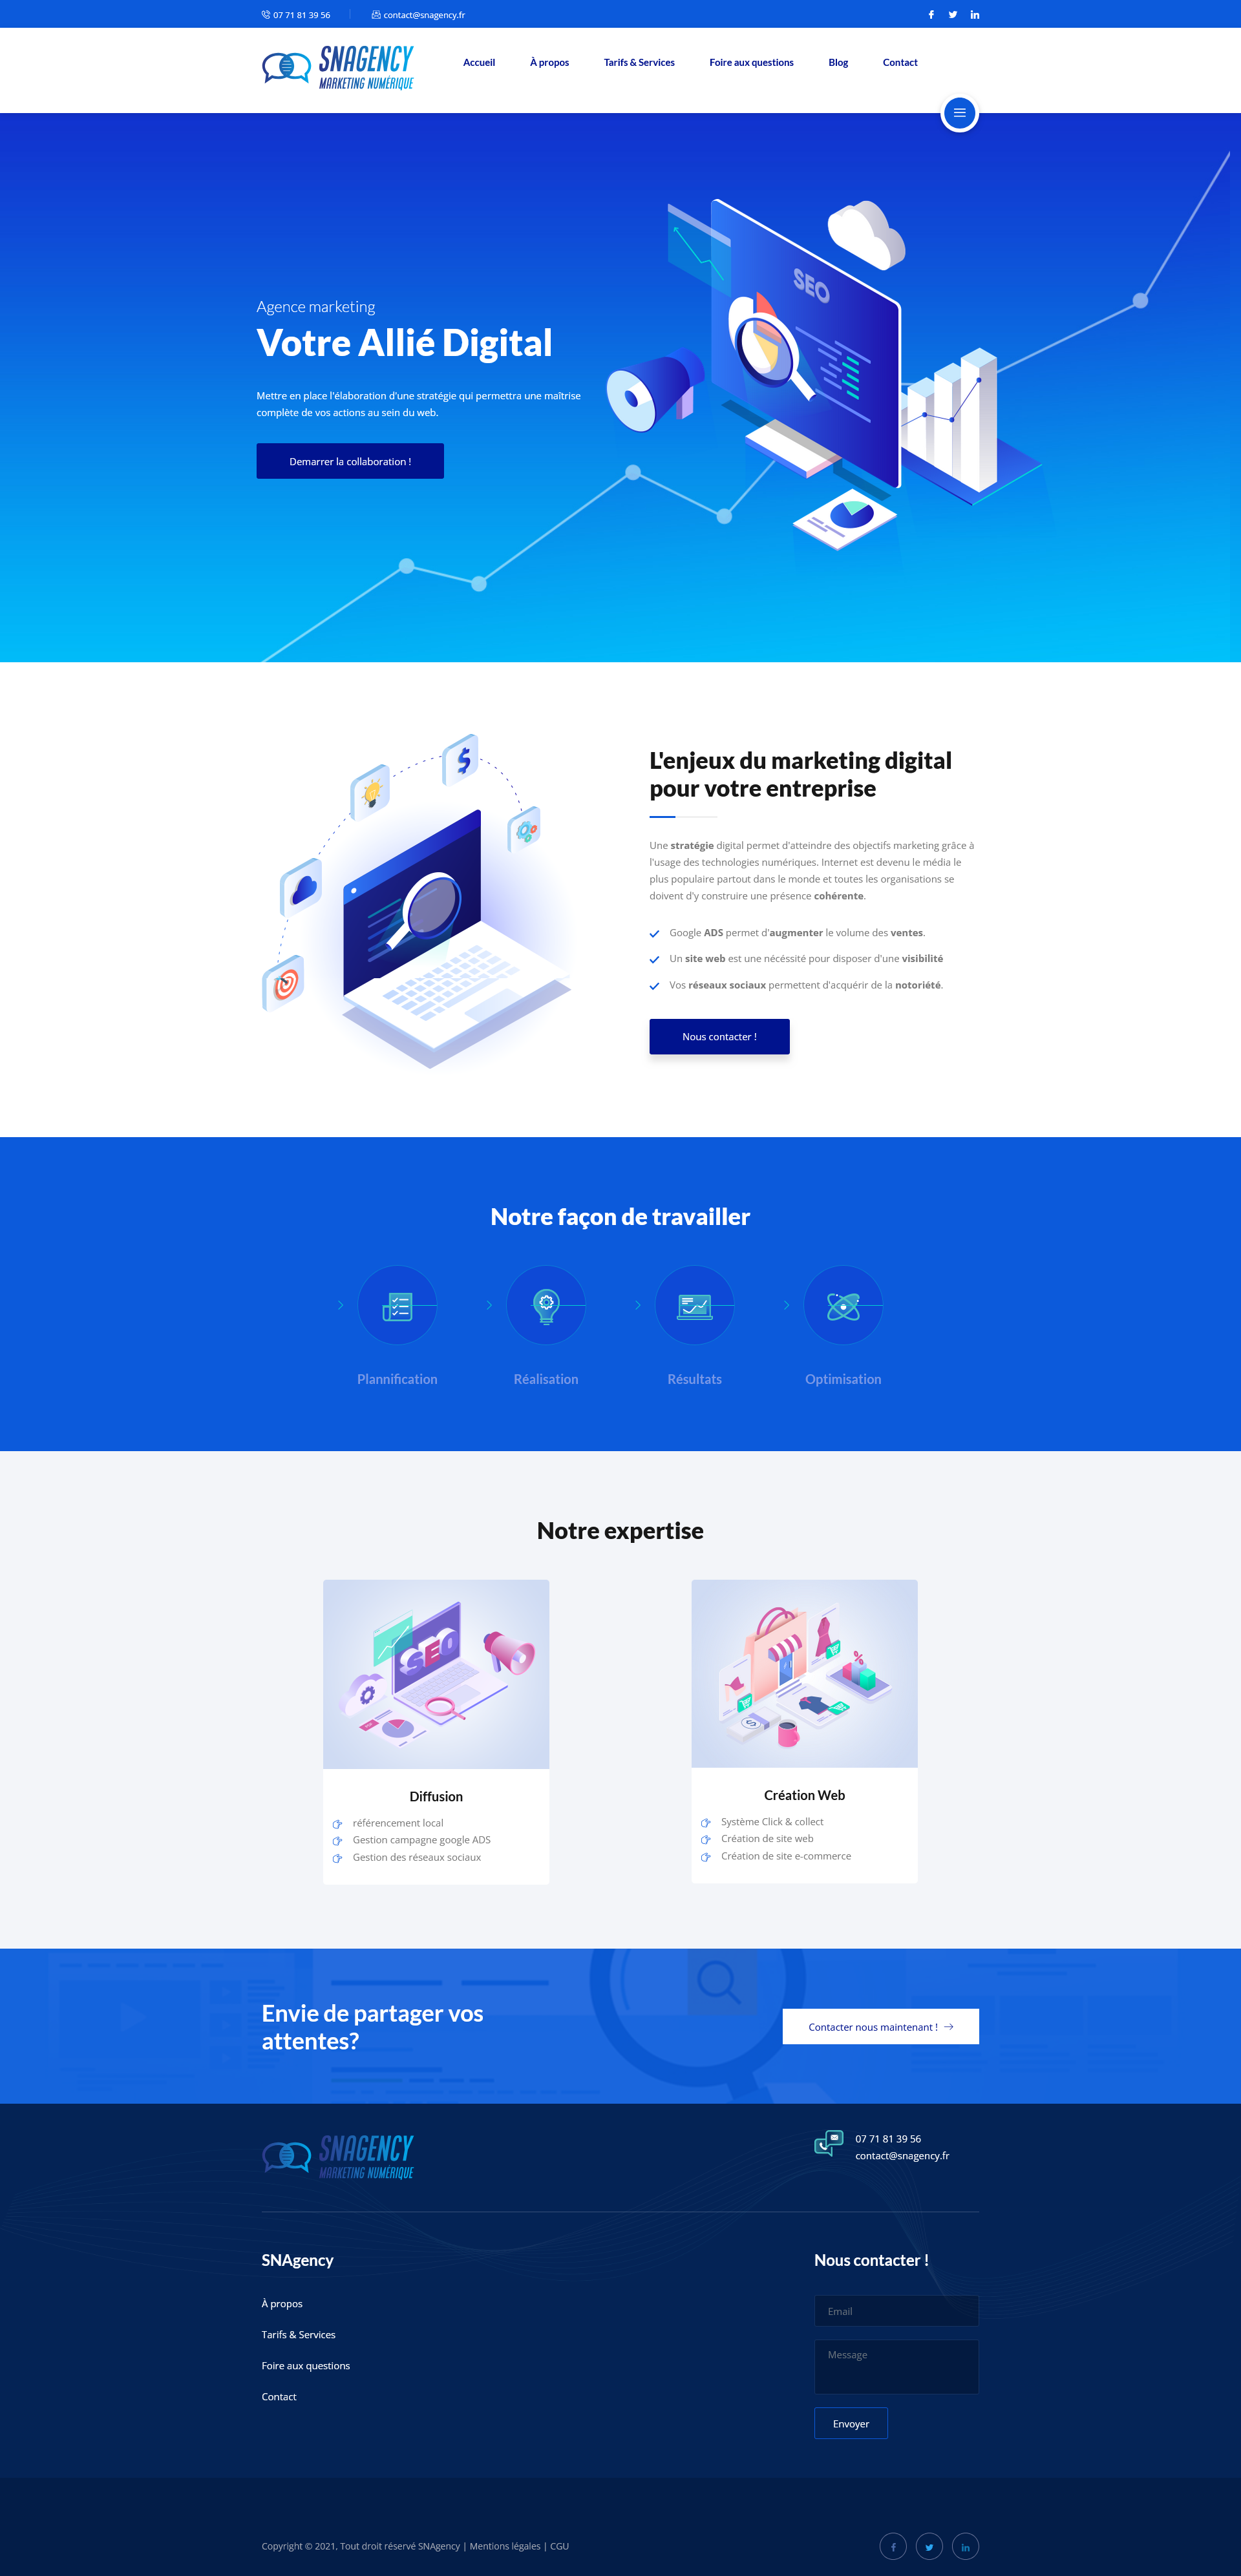 07 71 81 39 56
contact@snagency.fr
SNAGENCY
MARKETING NUMÉRIQUE
Accueil
À propos
Tarifs & Services
Foire aux questions
Blog
Contact
SEO
Agence marketing
Votre Allié Digital
Mettre en place l'élaboration d'une stratégie qui permettra une maîtrise
complète de vos actions au sein du web.
Demarrer la collaboration !
L'enjeux du marketing digital
pour votre entreprise
Une stratégie digital permet d'atteindre des objectifs marketing grâce à
l'usage des technologies numériques. Internet est devenu le média le
plus populaire partout dans le monde et toutes les organisations se
doivent d'y construire une présence cohérente.
Google ADS permet d'augmenter le volume des ventes.
Un site web est une nécéssité pour disposer d'une visibilité
Vos réseaux sociaux permettent d'acquérir de la notoriété.
Nous contacter !
Notre façon de travailler
Plannification
Réalisation
Résultats
Optimisation
Notre expertise
SEO
Diffusion
référencement local
Gestion campagne google ADS
Gestion des réseaux sociaux
Création Web
Système Click & collect
Création de site web
Création de site e-commerce
Envie de partager vos
attentes?
Contacter nous maintenant !
SNAGENCY
MARKETING NUMÉRIQUE
07 71 81 39 56
contact@snagency.fr
SNAgency
À propos
Tarifs & Services
Foire aux questions
Contact
Nous contacter !
Email
Message
Envoyer
Copyright © 2021, Tout droit réservé SNAgency | Mentions légales | CGU